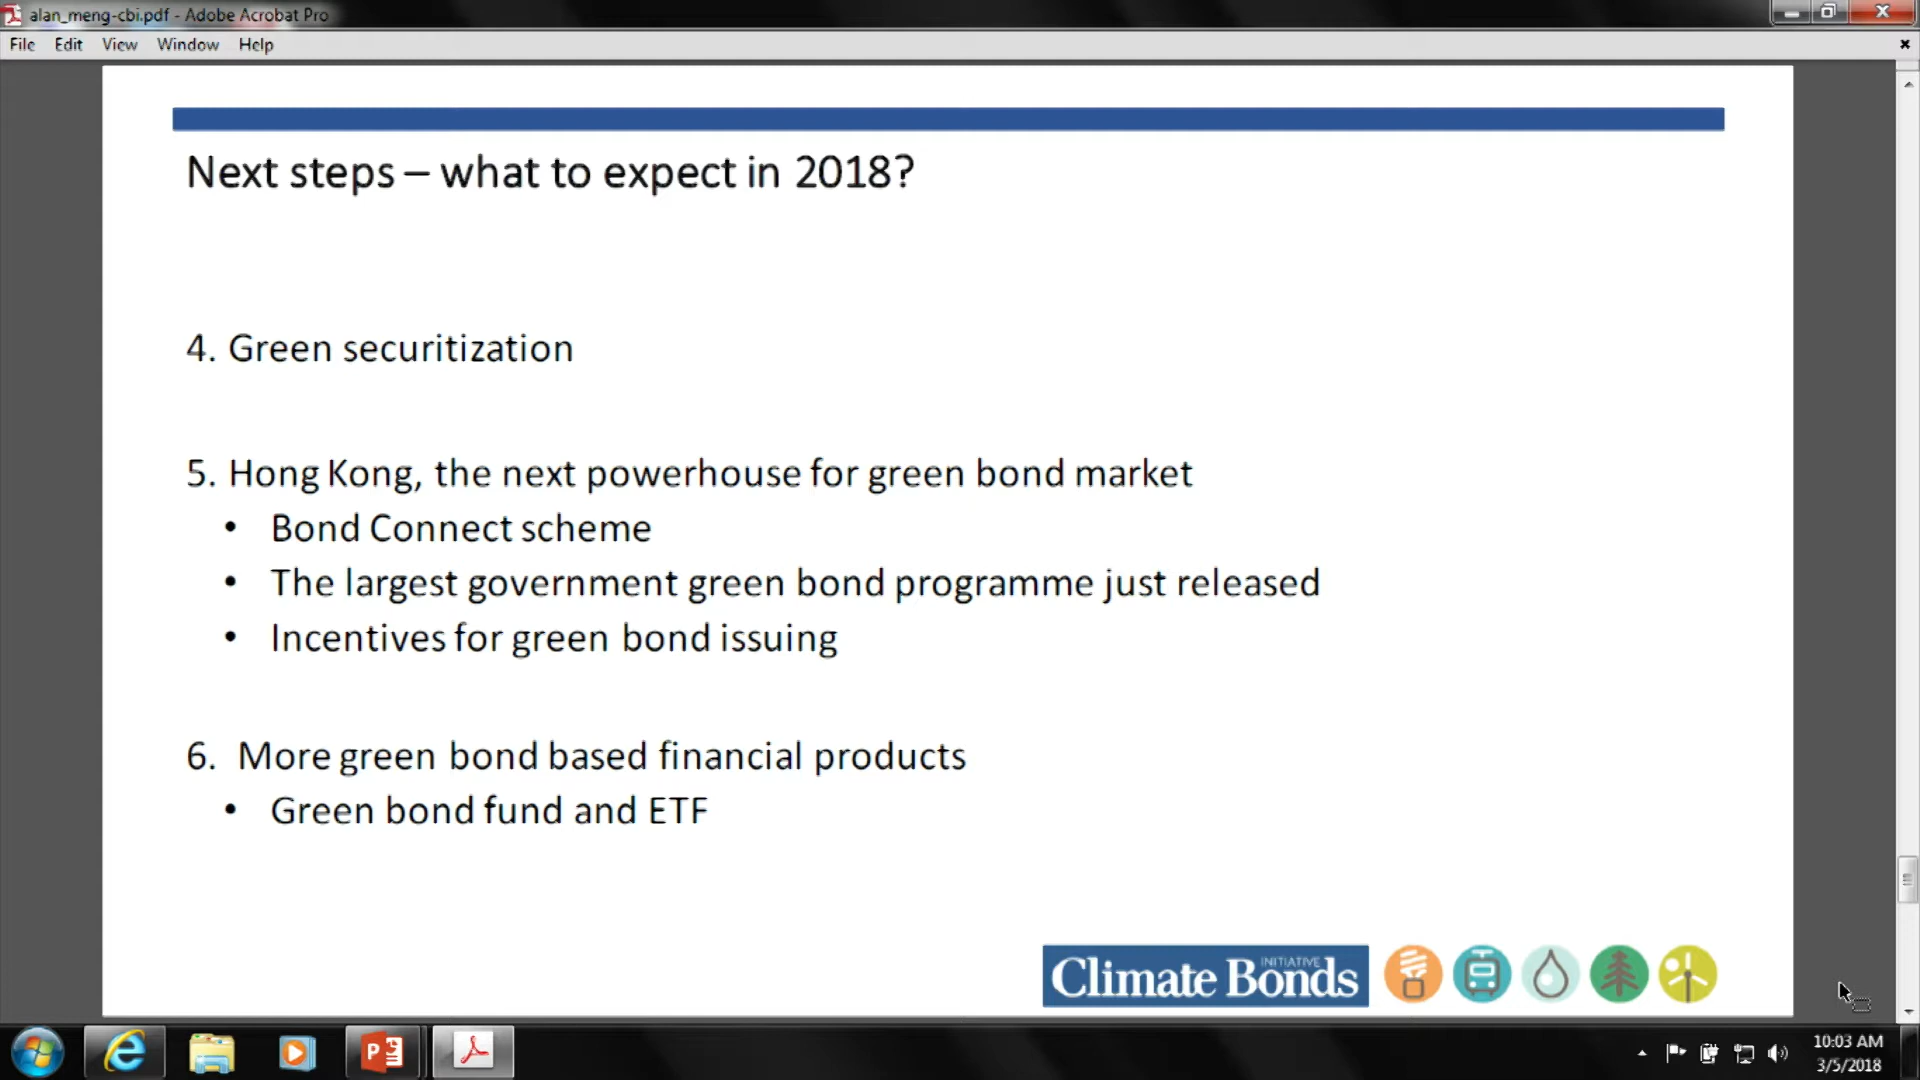 alan_meng-cbi.pdf - Adobe Acrobat Pro
File Edit View Window Help
Next steps – what to expect in 2018?
4. Green securitization
5. Hong Kong, the next powerhouse for green bond market
• Bond Connect scheme
• The largest government green bond programme just released
• Incentives for green bond issuing
6. More green bond based financial products
• Green bond fund and ETF
Climate Bonds INITIATIVE
10:03 AM
3/5/2018